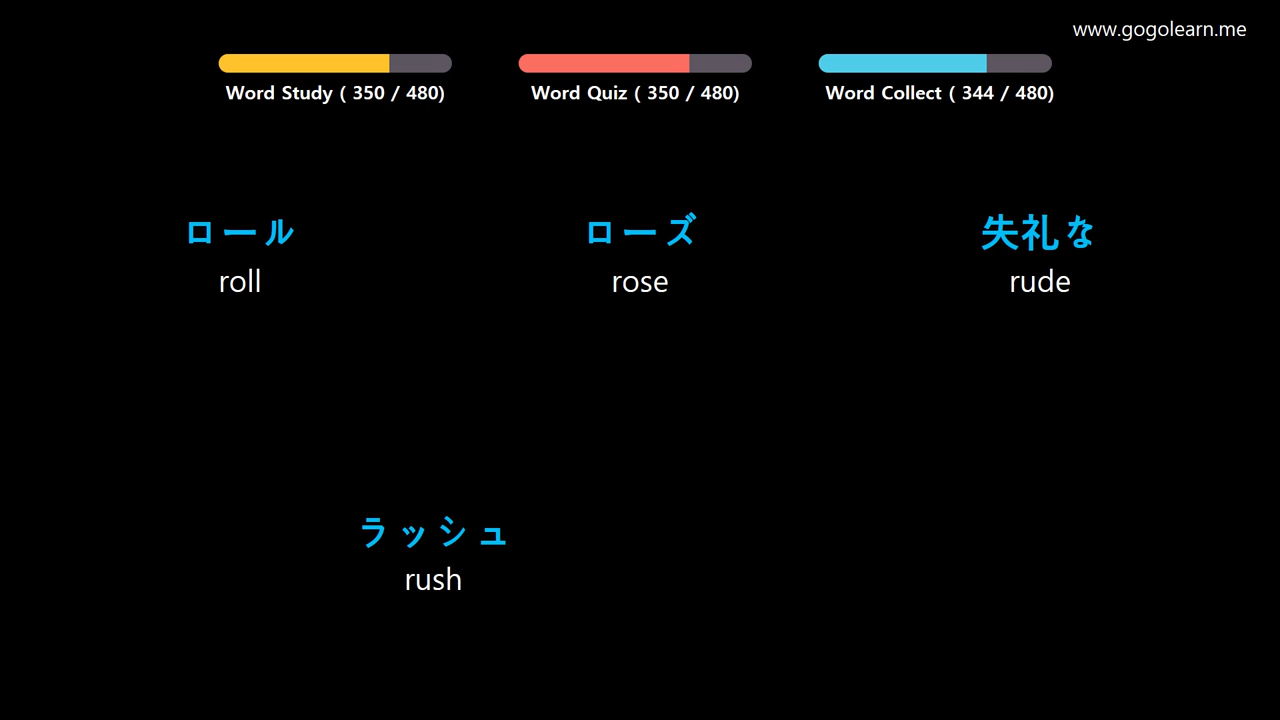 www.gogolearn.me
Word Study ( 350 / 480)
Word Quiz ( 350 / 480)
Word Collect ( 344 / 480)
ロール
roll
ローズ
rose
失礼な
rude
ラッシュ
rush